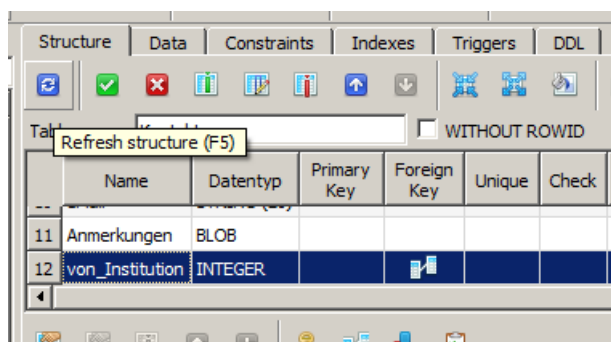 Structure Data Constraints Indexes Triggers DDL
WITHOUT ROWID
Refresh structure (F5)
Name Datentyp Primary Key Foreign Key Unique Check
11 Anmerkungen BLOB
12 von_Institution INTEGER